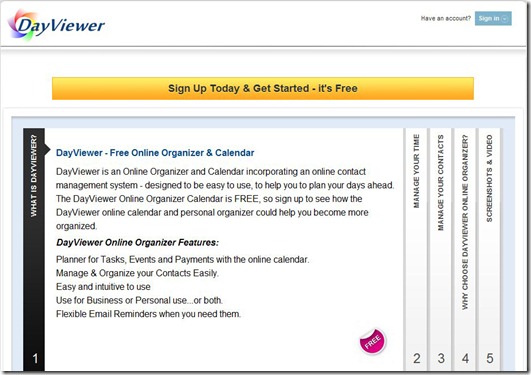 DayViewer
Have an account? Sign in
Sign Up Today & Get Started - it's Free
WHAT IS DAYVIEWER?
1
DayViewer - Free Online Organizer & Calendar
DayViewer is an Online Organizer and Calendar incorporating an online contact
management system - designed to be easy to use, to help you to plan your days ahead.
The DayViewer Online Organizer Calendar is FREE, so sign up to see how the
DayViewer online calendar and personal organizer could help you become more
organized.
DayViewer Online Organizer Features:
Planner for Tasks, Events and Payments with the online calendar.
Manage & Organize your Contacts Easily.
Easy and intuitive to use
Use for Business or Personal use...or both.
Flexible Email Reminders when you need them.
FREE
MANAGE YOUR TIME
2
MANAGE YOUR CONTACTS
3
WHY CHOOSE DAYVIEWER ONLINE ORGANIZER?
4
SCREENSHOTS & VIDEO
5